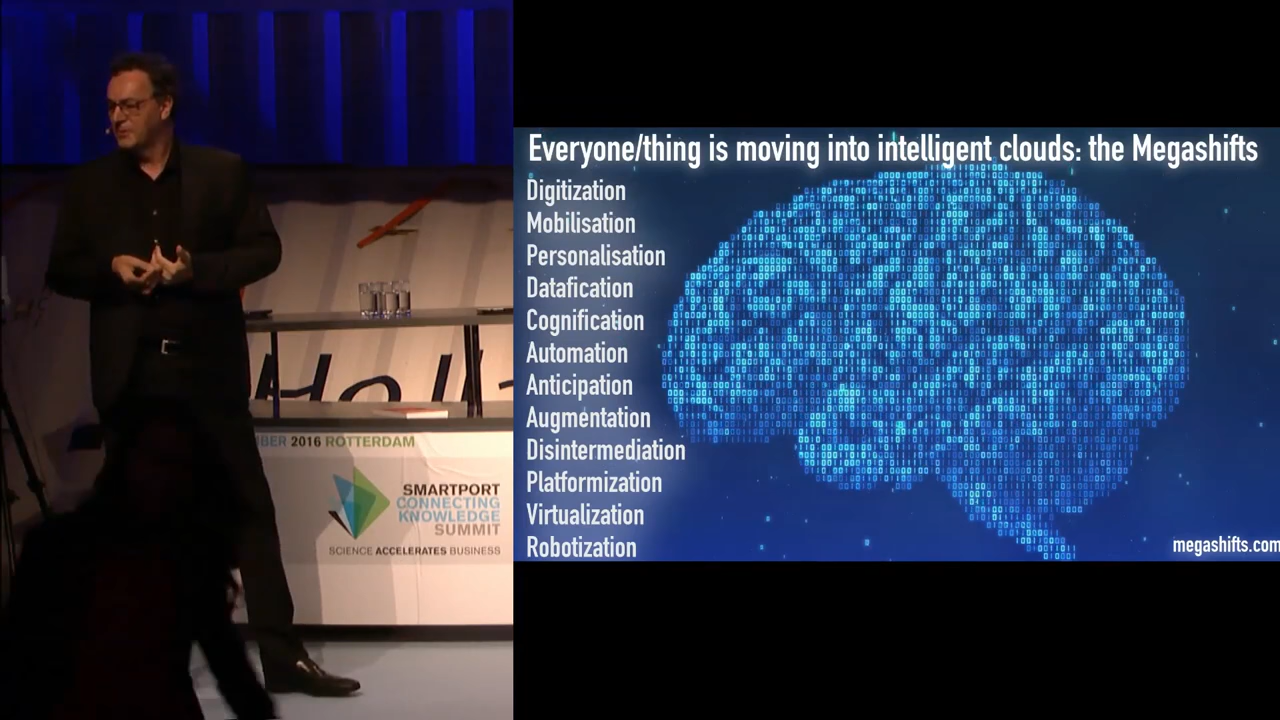 Everyone/thing is moving into intelligent clouds: the Megashifts
Digitization
Mobilisation
Personalisation
Datafication
Cognification
Automation
Anticipation
Augmentation
Disintermediation
Platformization
Virtualization
Robotization
megashifts.com
2016 ROTTERDAM
SMARTPORT
CONNECTING
KNOWLEDGE
SUMMIT
SCIENCE ACCELERATES BUSINESS